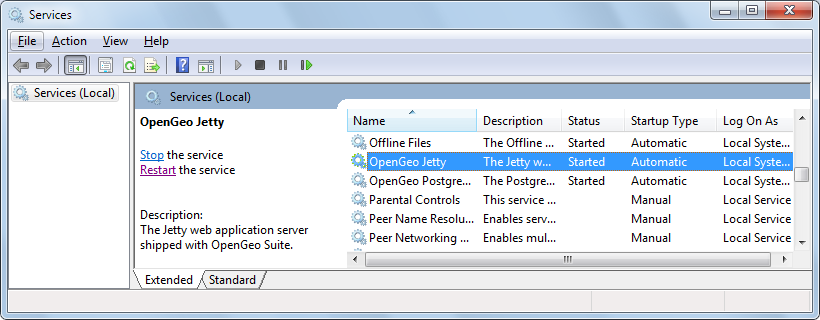 Services
File Action View Help
Services (Local)
Services (Local)
OpenGeo Jetty
Stop the service
Restart the service
Description:
The Jetty web application server
shipped with OpenGeo Suite.
Name Description Status Startup Type Log On As
Offline Files The Offline ... Started Automatic Local Syste...
OpenGeo Jetty The Jetty w... Started Automatic Local Syste...
OpenGeo Postgre... The Postgre... Started Automatic Local Syste...
Parental Controls This service ... Manual Local Service
Peer Name Resolu... Enables serv... Manual Local Service
Peer Networking ... Enables mul... Manual Local Service
Extended Standard